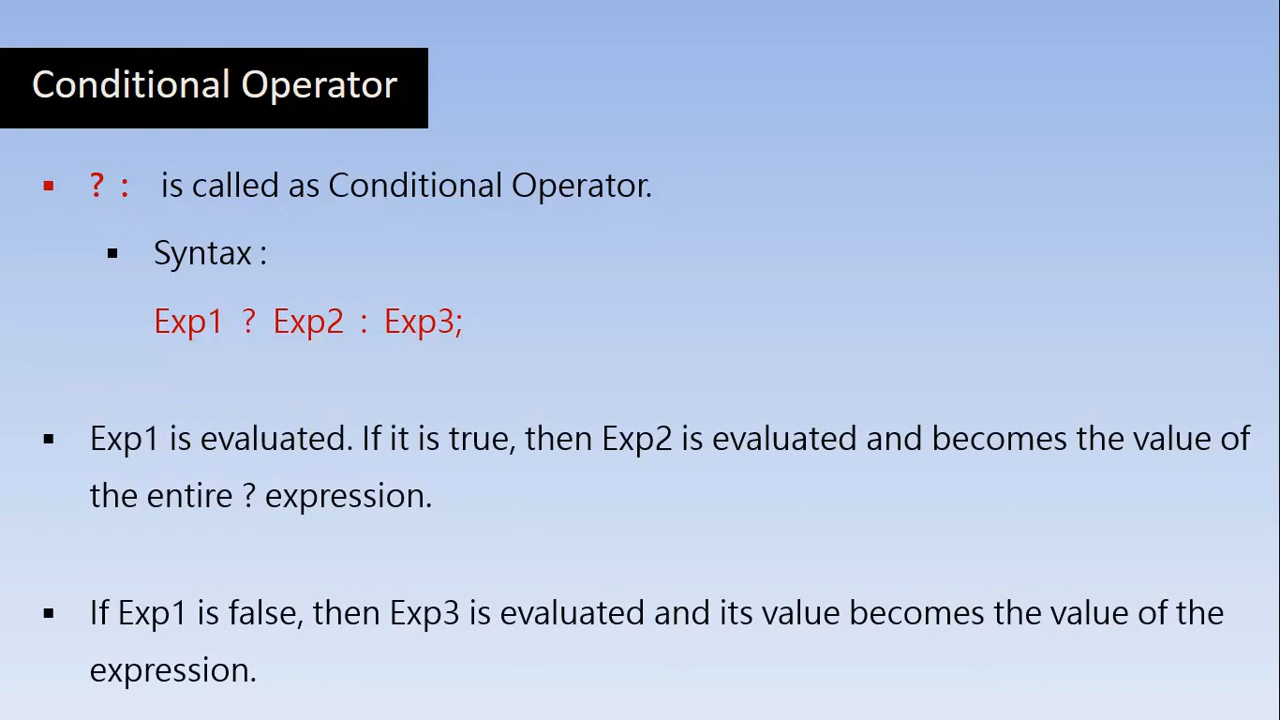 Conditional Operator
▪ ? : is called as Conditional Operator.
▪ Syntax :
Exp1 ? Exp2 : Exp3;
▪ Exp1 is evaluated. If it is true, then Exp2 is evaluated and becomes the value of
the entire ? expression.
▪ If Exp1 is false, then Exp3 is evaluated and its value becomes the value of the
expression.